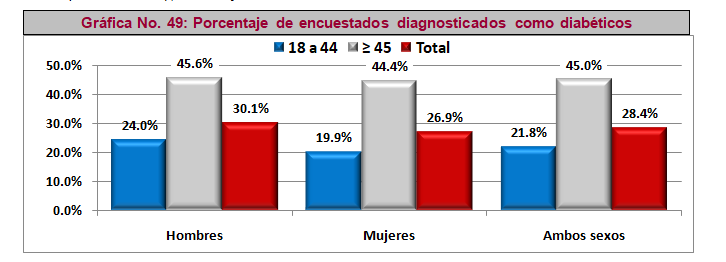 Gráfica No. 49: Porcentaje de encuestados diagnosticados como diabéticos
18 a 44 ≥ 45 Total
50.0%
40.0%
30.0%
20.0%
10.0%
0.0%
24.0% 45.6% 30.1%
19.9% 44.4% 26.9%
21.8% 45.0% 28.4%
Hombres Mujeres Ambos sexos